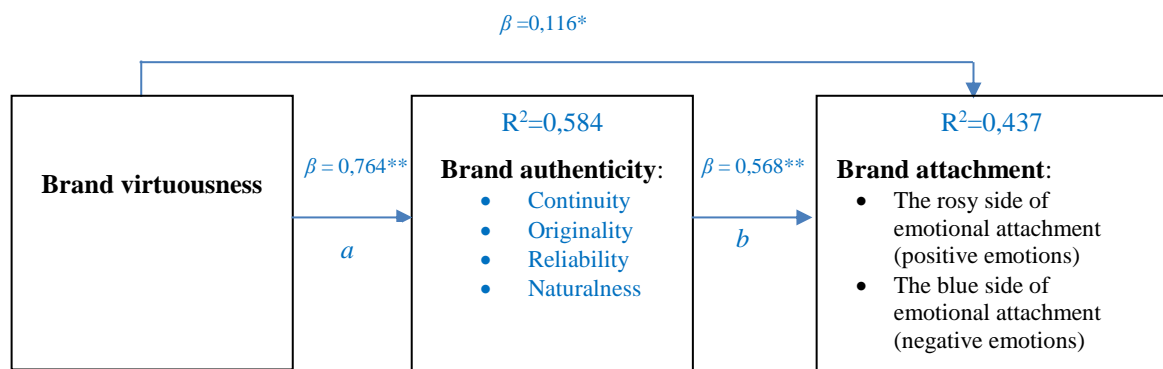 β =0,116*
Brand virtuousness
β = 0,764**
a
R²=0,584
Brand authenticity:
• Continuity
• Originality
• Reliability
• Naturalness
β = 0,568**
b
R²=0,437
Brand attachment:
• The rosy side of
emotional attachment
(positive emotions)
• The blue side of
emotional attachment
(negative emotions)